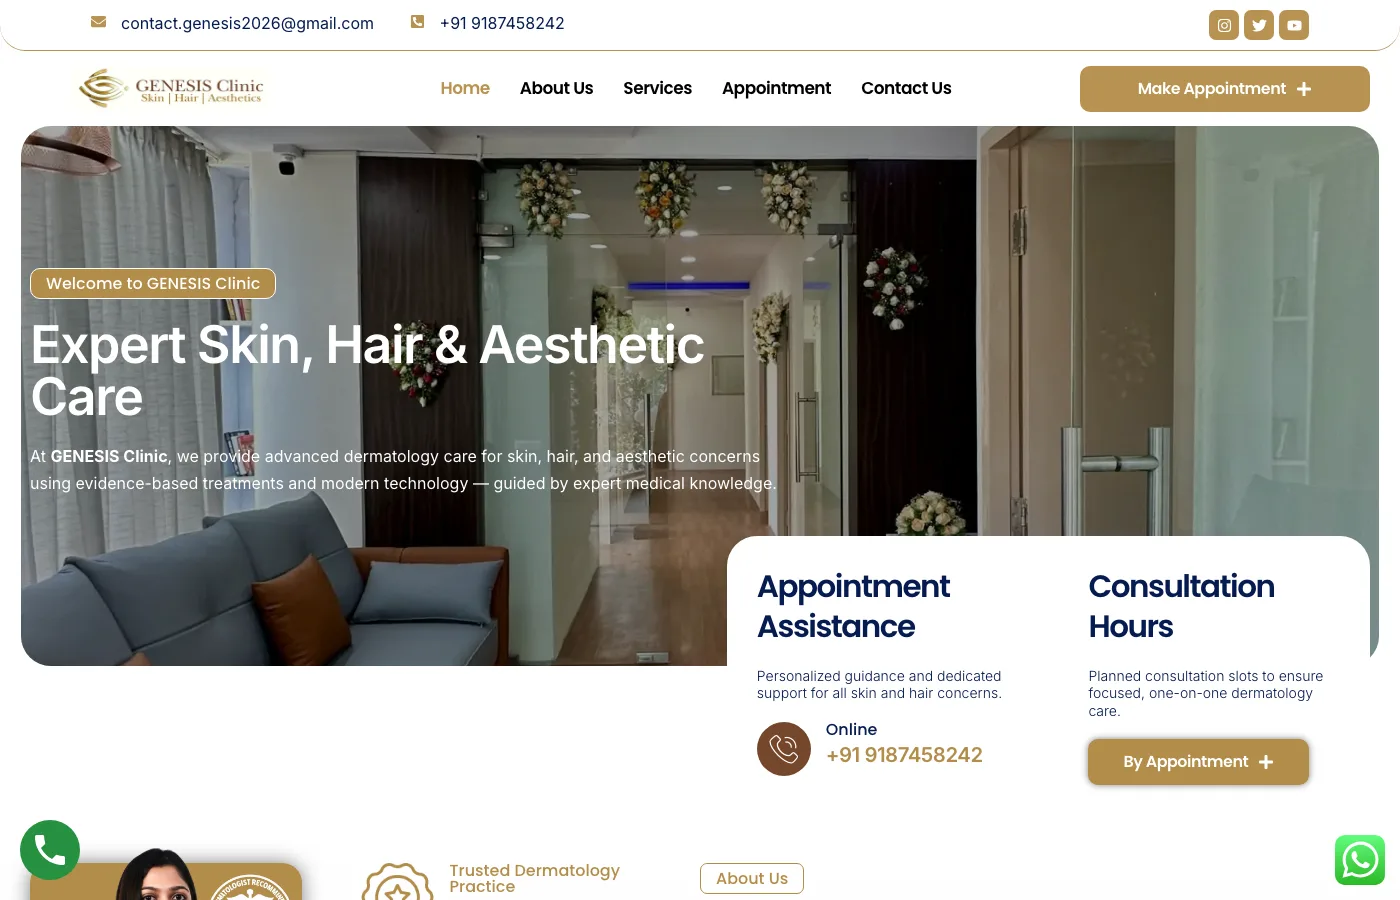 contact.genesis2026@gmail.com
+91 9187458242
GENESIS Clinic
Skin | Hair | Aesthetics
Home
About Us
Services
Appointment
Contact Us
Make Appointment
Welcome to GENESIS Clinic
Expert Skin, Hair & Aesthetic
Care
At GENESIS Clinic, we provide advanced dermatology care for skin, hair, and aesthetic concerns
using evidence-based treatments and modern technology — guided by expert medical knowledge.
Appointment
Assistance
Personalized guidance and dedicated
support for all skin and hair concerns.
Online
+91 9187458242
Consultation
Hours
Planned consultation slots to ensure
focused, one-on-one dermatology
care.
By Appointment
Trusted Dermatology
Practice
About Us